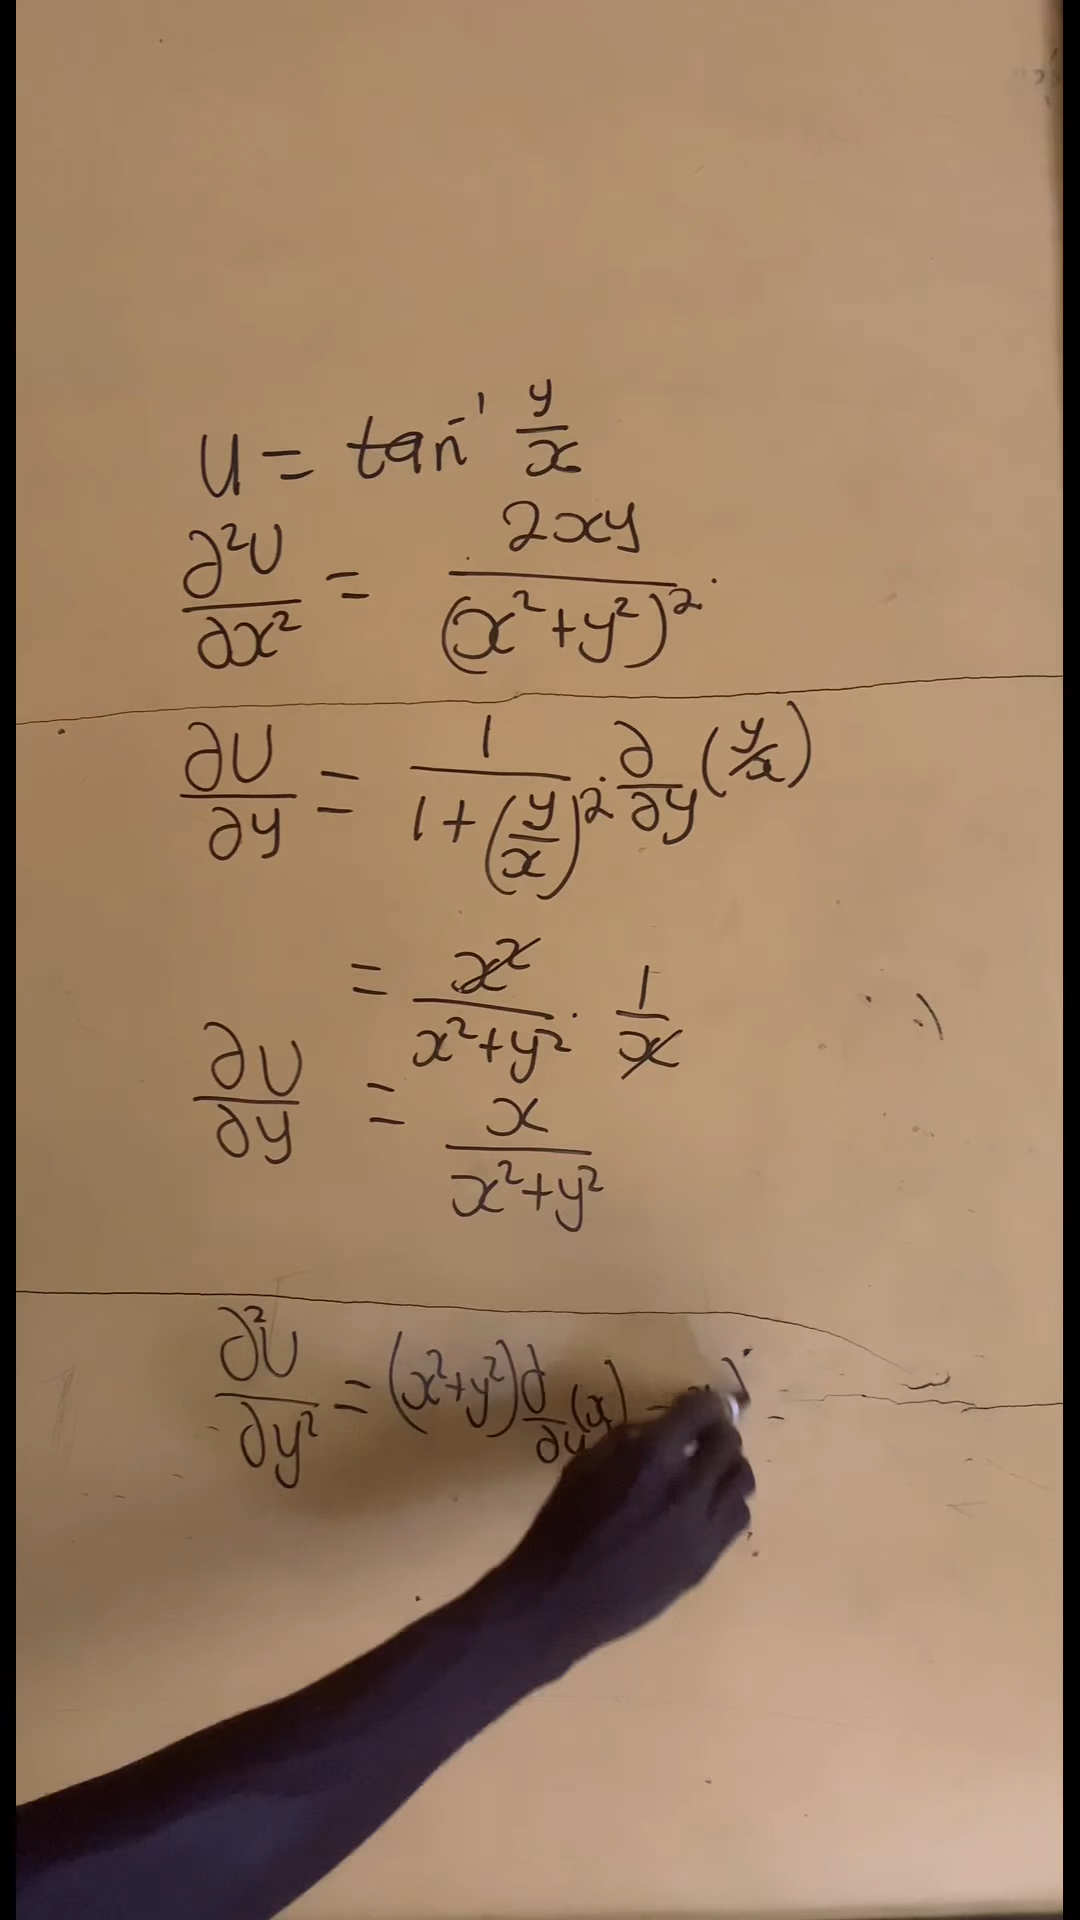 U = tan⁻¹ y/x
∂²U/∂x² = 2xy/(x²+y²)²
∂U/∂y = 1/(1+(y/x)²) · ∂/∂y (y/x)
= x²/(x²+y²) · 1/x
∂U/∂y = x/(x²+y²)
∂²U/∂y² = (x²+y²) ∂/∂y (x) −